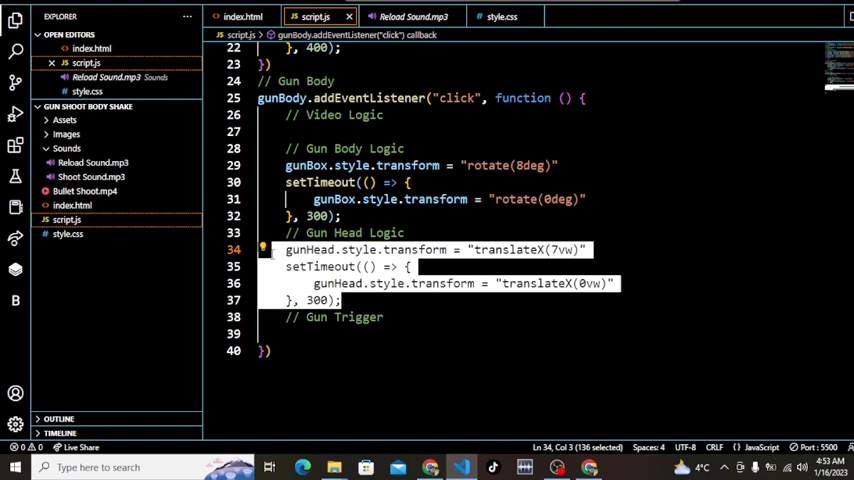 EXPLORER
···
index.html
script.js
Reload Sound.mp3
style.css
OPEN EDITORS
index.html
script.js
Reload Sound.mp3 Sounds
style.css
GUN SHOOT BODY SHAKE
Assets
Images
Sounds
Reload Sound.mp3
Shoot Sound.mp3
Bullet Shoot.mp4
index.html
script.js
style.css
OUTLINE
TIMELINE
script.js > gunBody.addEventListener("click") callback
22 }, 400);
23 })
24 // Gun Body
25 gunBody.addEventListener("click", function () {
26 // Video Logic
27
28 // Gun Body Logic
29 gunBox.style.transform = "rotate(8deg)"
30 setTimeout(() => {
31 gunBox.style.transform = "rotate(0deg)"
32 }, 300);
33 // Gun Head Logic
34 gunHead.style.transform = "translateX(7vw)"
35 setTimeout(() => {
36 gunHead.style.transform = "translateX(0vw)"
37 }, 300);
38 // Gun Trigger
39
40 })
0 0 Live Share
Ln 34, Col 3 (136 selected) Spaces: 4 UTF-8 CRLF {} JavaScript Port : 5500
Type here to search
4°C
4:53 AM
1/16/2023